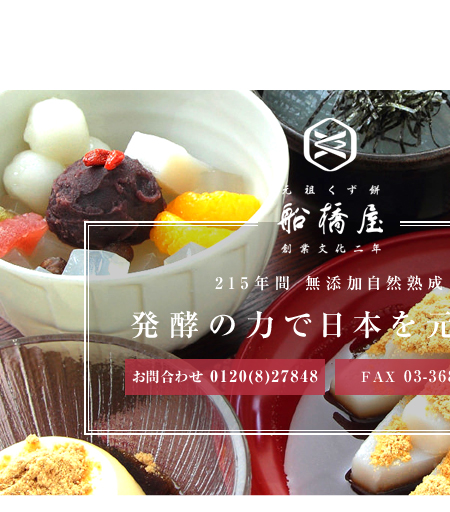 元祖くず餅
船橋屋
創業文化二年
215年間 無添加自然熟成
発酵の力で日本を元
お問合わせ 0120(8)27848
FAX 03-368